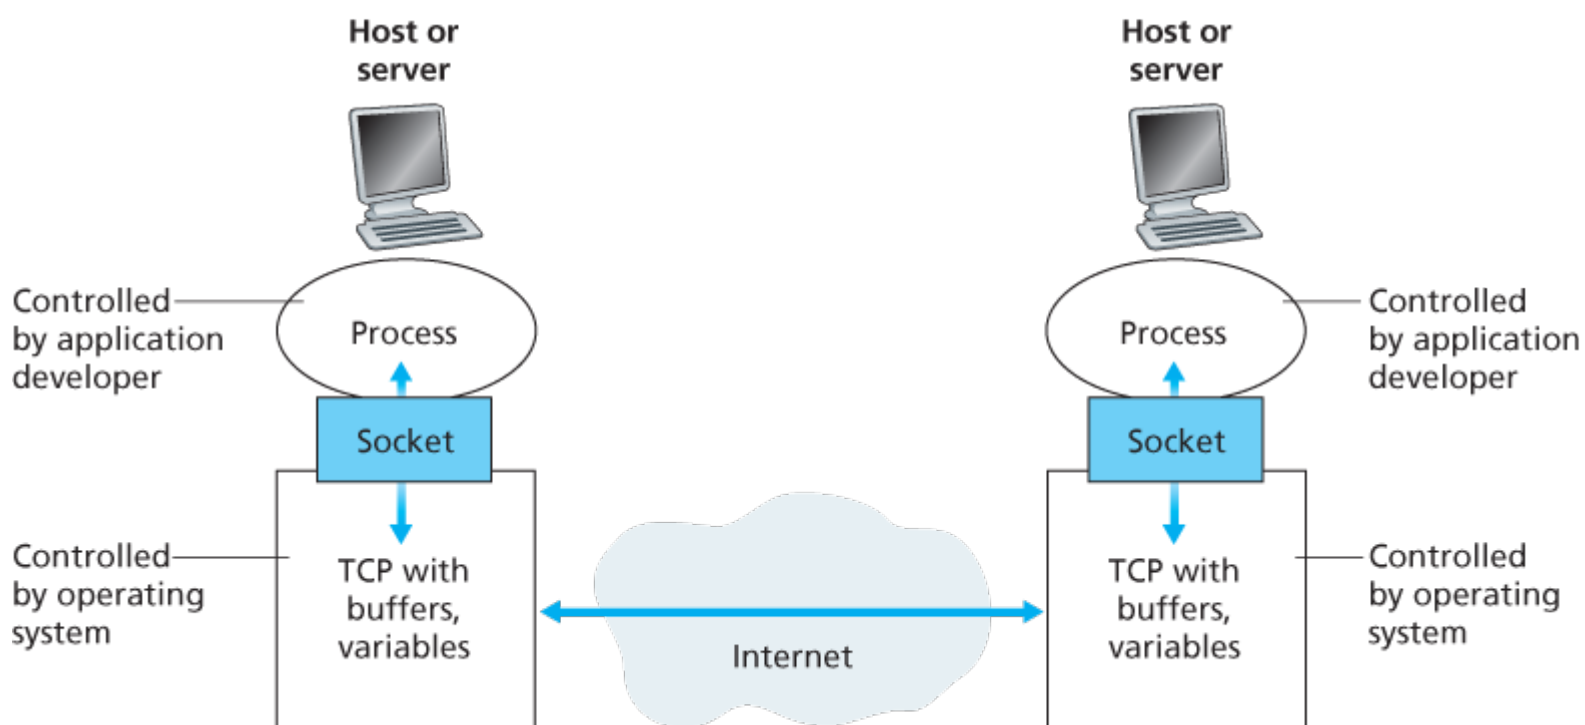 Host or
server
Host or
server
Controlled
by application
developer
Process
Process
Controlled
by application
developer
Socket
Socket
Controlled
by operating
system
TCP with
buffers,
variables
Internet
TCP with
buffers,
variables
Controlled
by operating
system